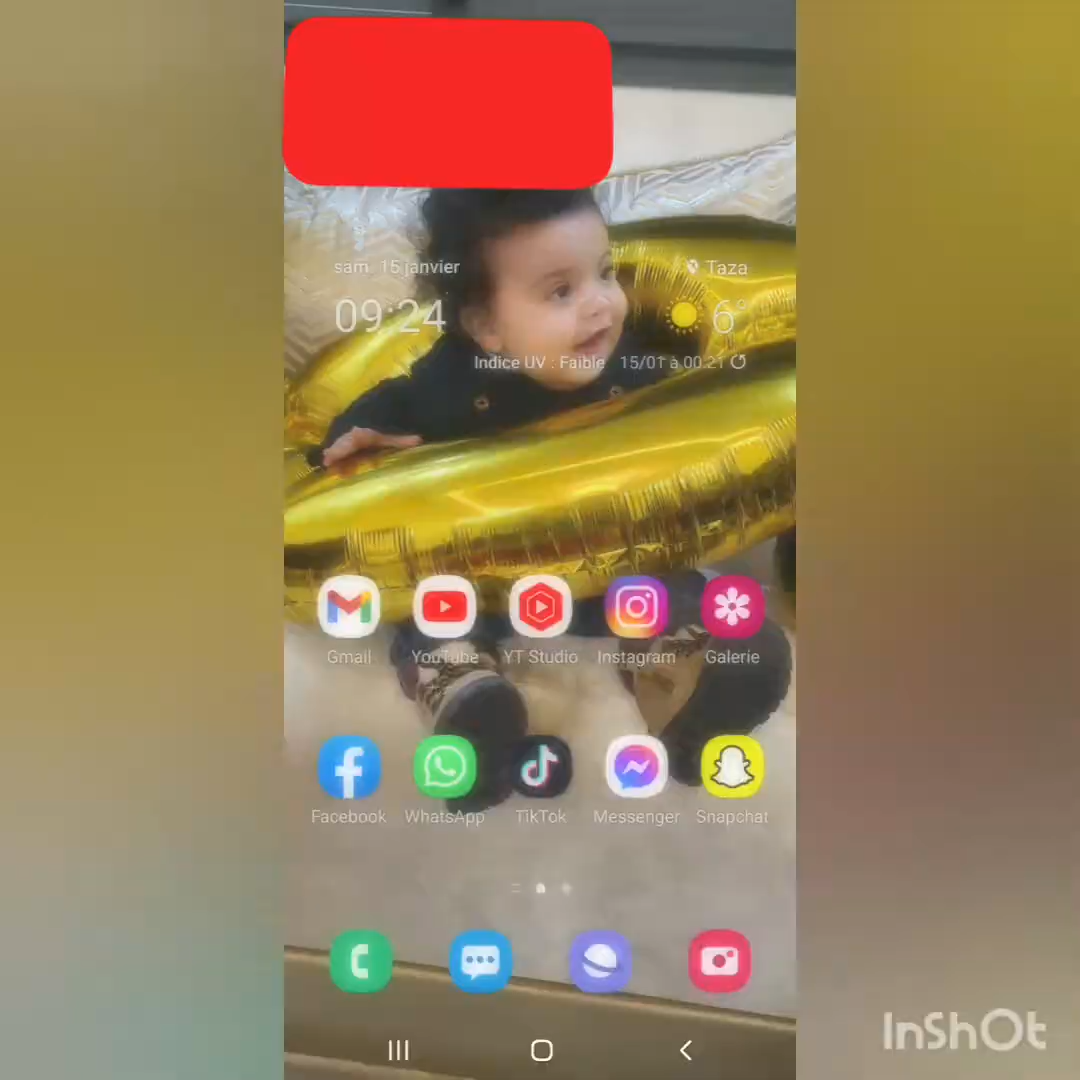 sam. 15 janvier
Taza
09:24
6°
Indice UV : Faible 15/01 à 00:21
Gmail
YouTube
YT Studio
Instagram
Galerie
Facebook
WhatsApp
TikTok
Messenger
Snapchat
InShOt